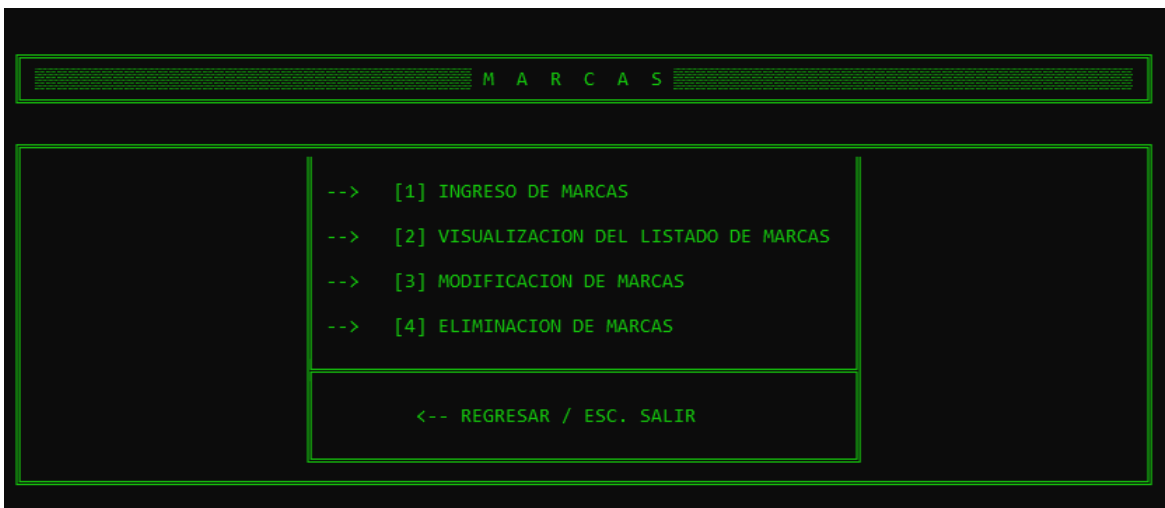 M A R C A S
--> [1] INGRESO DE MARCAS
--> [2] VISUALIZACION DEL LISTADO DE MARCAS
--> [3] MODIFICACION DE MARCAS
--> [4] ELIMINACION DE MARCAS
<-- REGRESAR / ESC. SALIR